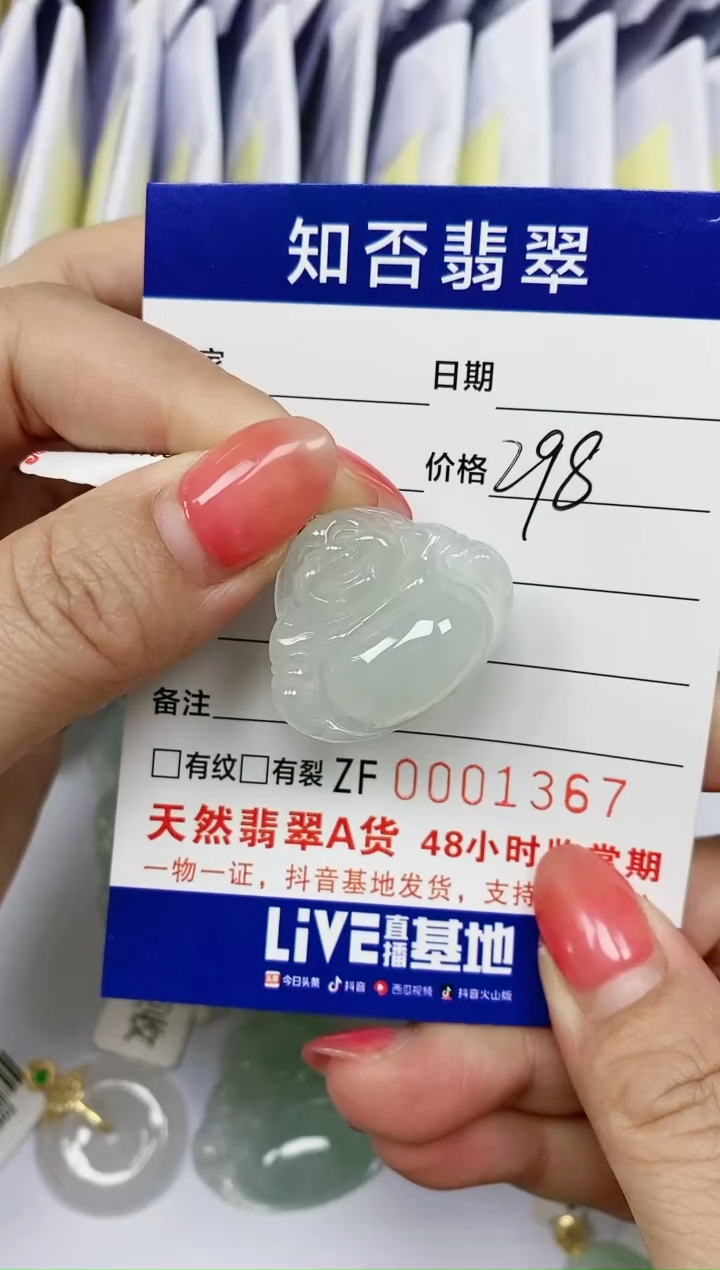 知否翡翠
日期
价格 298
备注
□有纹□有裂 ZF 0001367
天然翡翠A货 48小时 期
一物一证，抖音基地发货，支持
LiVE直播基地
头条 今日头条 抖音 西瓜视频 抖音火山版